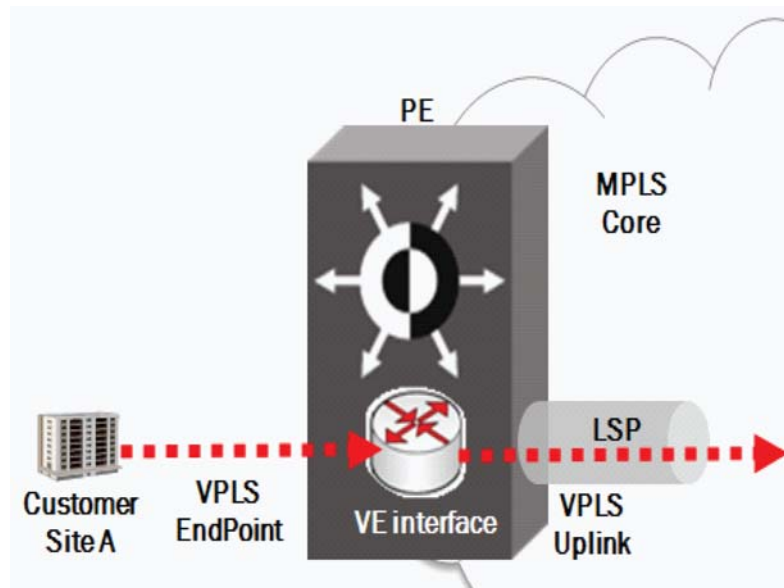 PE
MPLS
Core
LSP
Customer
Site A
VPLS
EndPoint
VE interface
VPLS
Uplink